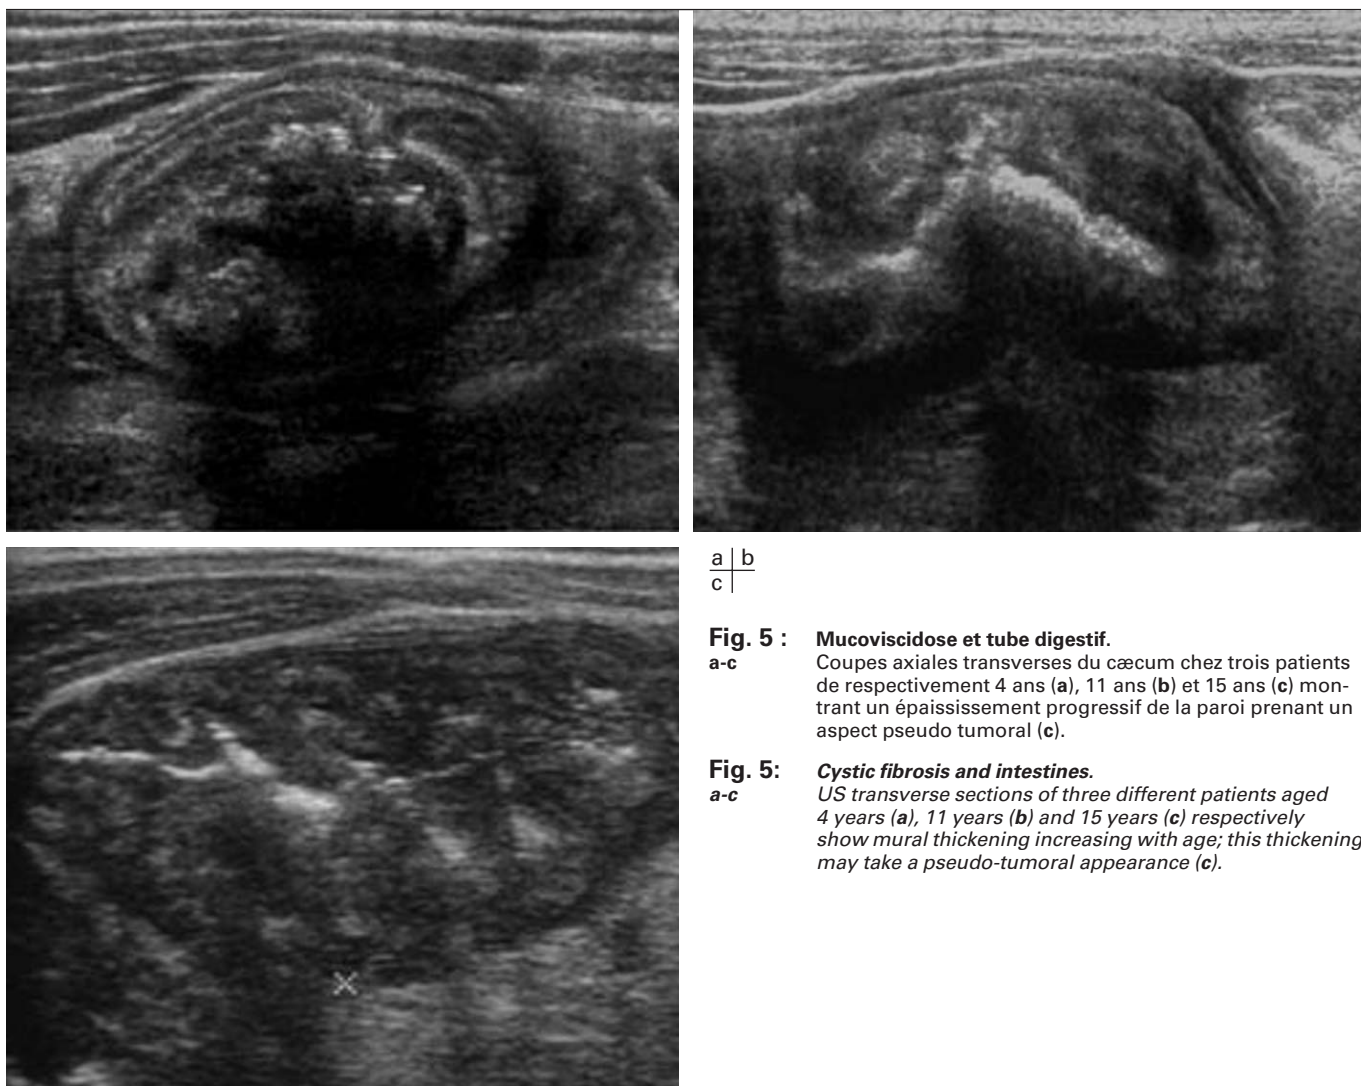 a b
c
Fig. 5 : Mucoviscidose et tube digestif.
a-c Coupes axiales transverses du cæcum chez trois patients
de respectivement 4 ans (a), 11 ans (b) et 15 ans (c) mon-
trant un épaississement progressif de la paroi prenant un
aspect pseudo tumoral (c).
Fig. 5: Cystic fibrosis and intestines.
a-c US transverse sections of three different patients aged
4 years (a), 11 years (b) and 15 years (c) respectively
show mural thickening increasing with age; this thickening
may take a pseudo-tumoral appearance (c).